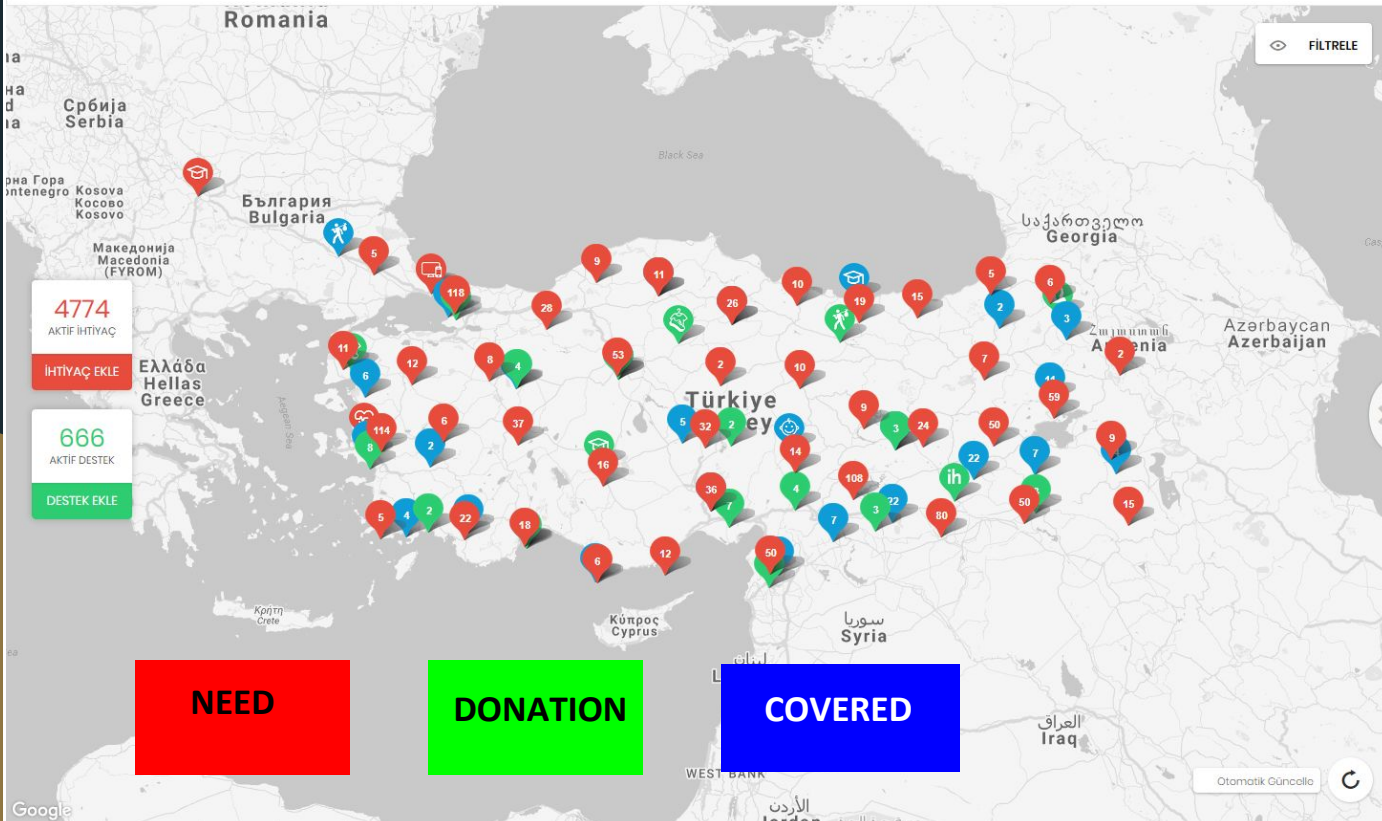 Romania
FİLTRELE
Србија
Serbia
Black Sea
Kosova
Косово
Kosovo
България
Bulgaria
Македонија
Macedonia
(FYROM)
საქართველო
Georgia
5
9
11
118
28
26
10
19
15
5
6
2
3
4774
AKTİF İHTİYAÇ
İHTİYAÇ EKLE
Ελλάδα
Hellas
Greece
Azərbaycan
Azerbaijan
11
6
12
8
4
53
2
10
7
2
Türkiye
Aegean Sea
666
AKTİF DESTEK
DESTEK EKLE
114
8
6
2
37
16
5
32
2
14
9
3
24
50
59
22
7
9
5
4
2
22
18
36
7
4
108
7
3
22
80
ih
50
15
6
12
50
Κρήτη
Crete
Κύπρος
Cyprus
سوريا
Syria
NEED
DONATION
COVERED
العراق
Iraq
WEST BANK
Otomatik Güncelle
الأردن
Google